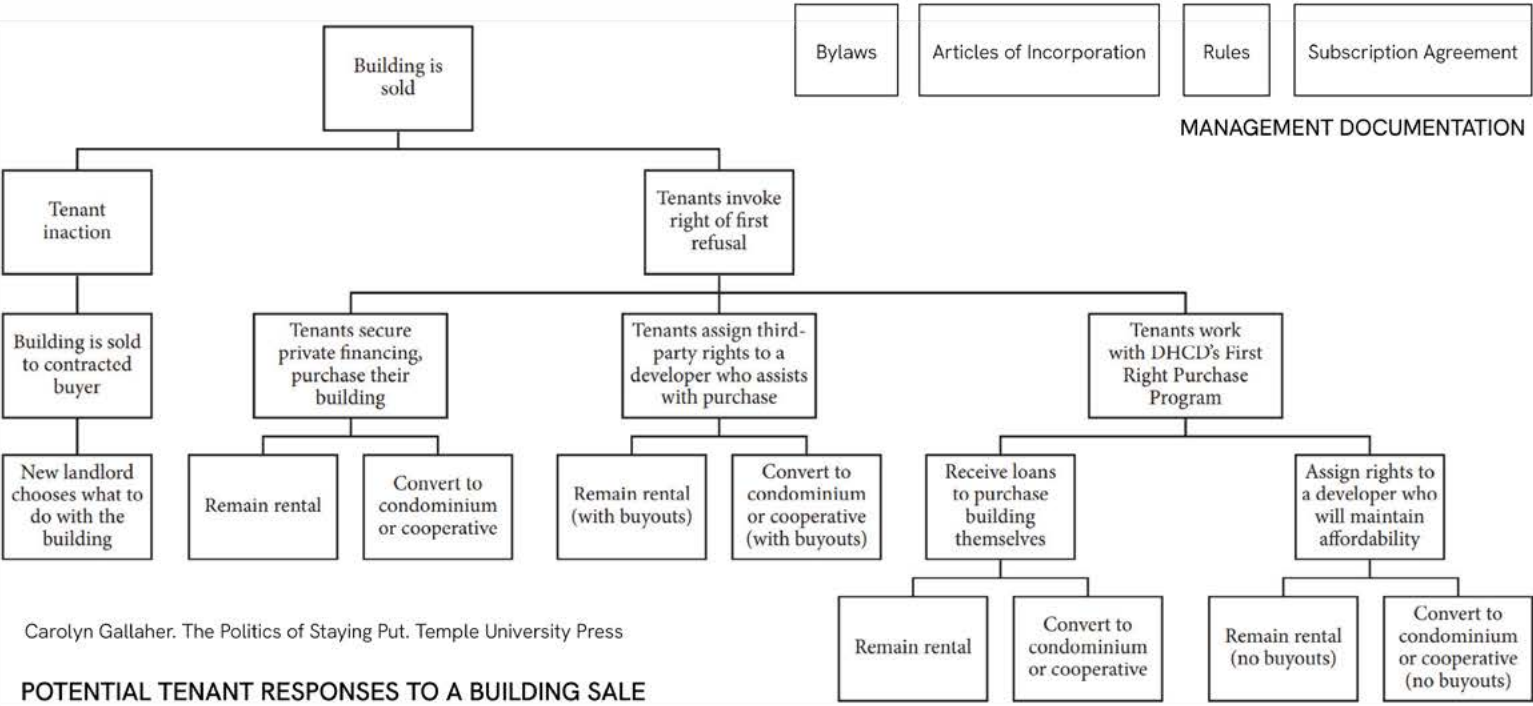 Bylaws
Articles of Incorporation
Rules
Subscription Agreement
MANAGEMENT DOCUMENTATION
Building is
sold
Tenant
inaction
Tenants invoke
right of first
refusal
Building is sold
to contracted
buyer
Tenants secure
private financing,
purchase their
building
Tenants assign third-
party rights to a
developer who assists
with purchase
Tenants work
with DHCD's First
Right Purchase
Program
New landlord
chooses what to
do with the
building
Remain rental
Convert to
condominium
or cooperative
Remain rental
(with buyouts)
Convert to
condominium
or cooperative
(with buyouts)
Receive loans
to purchase
building
themselves
Assign rights to
a developer who
will maintain
affordability
Remain rental
Convert to
condominium
or cooperative
Remain rental
(no buyouts)
Convert to
condominium
or cooperative
(no buyouts)
Carolyn Gallaher. The Politics of Staying Put. Temple University Press
POTENTIAL TENANT RESPONSES TO A BUILDING SALE